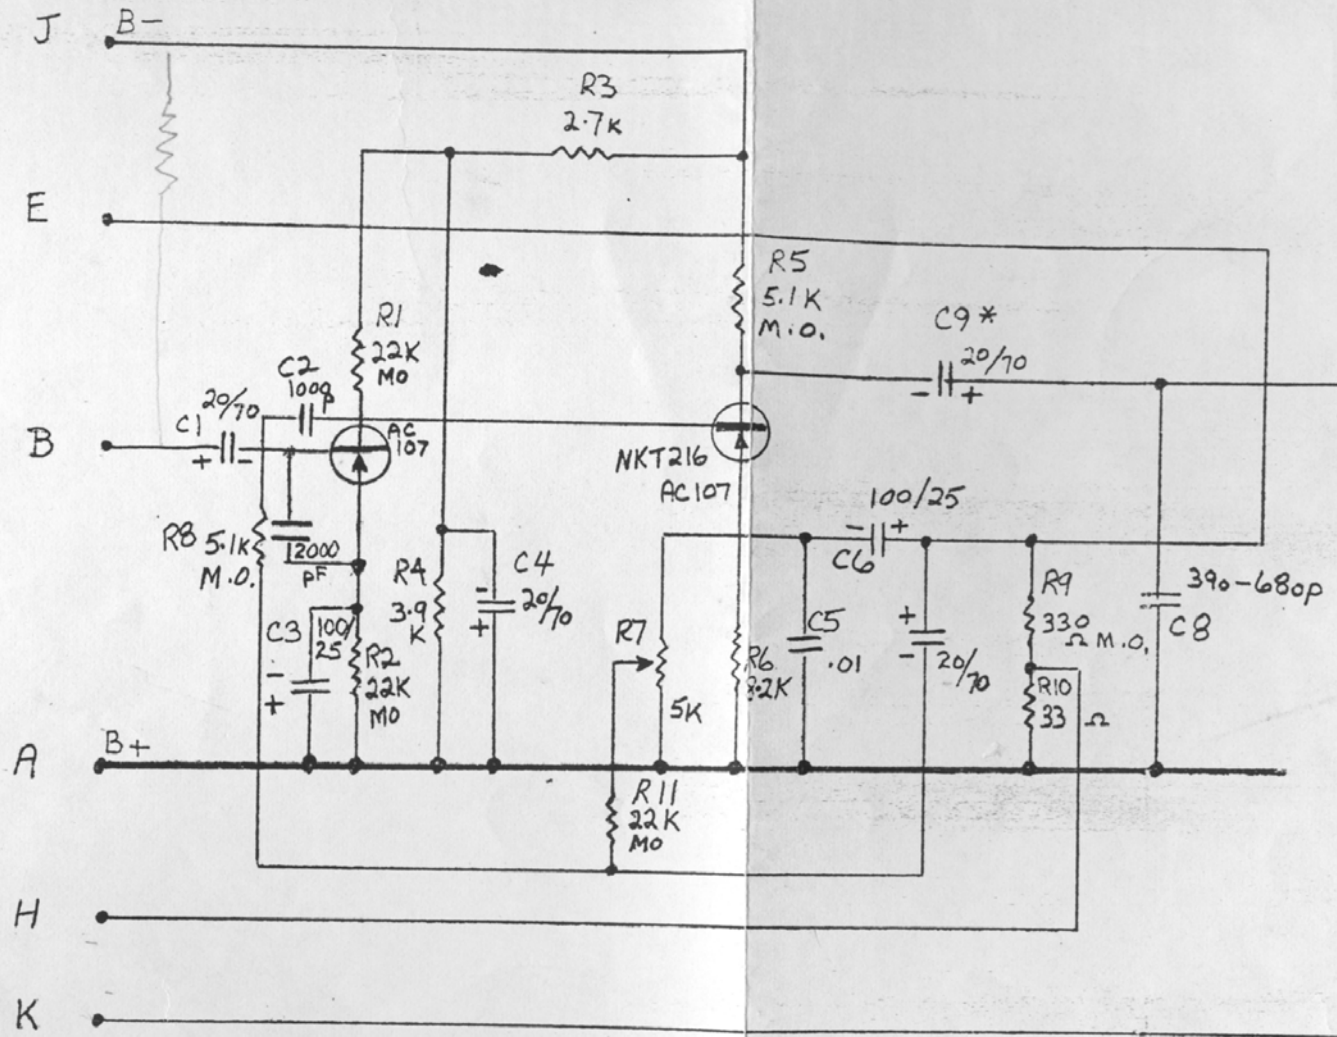 J
B-
R3
2.7K
E
R5
5.1K
M.O.
C9*
20/70
-
+
R1
22K
MO
C2
100p
20/70
C1
+
-
B
AC
107
NKT216
AC107
100/25
-
+
C6
R8
5.1K
M.O.
2000
pF
R4
3.9
K
-
C4
20/70
+
C3
100/
25
-
+
R2
22K
MO
R7
5K
R6
C5
.01
+
-
20/70
R9
330
Ω M.O.
R10
33 Ω
390-680p
C8
A
B+
R11
22K
MO
H
K